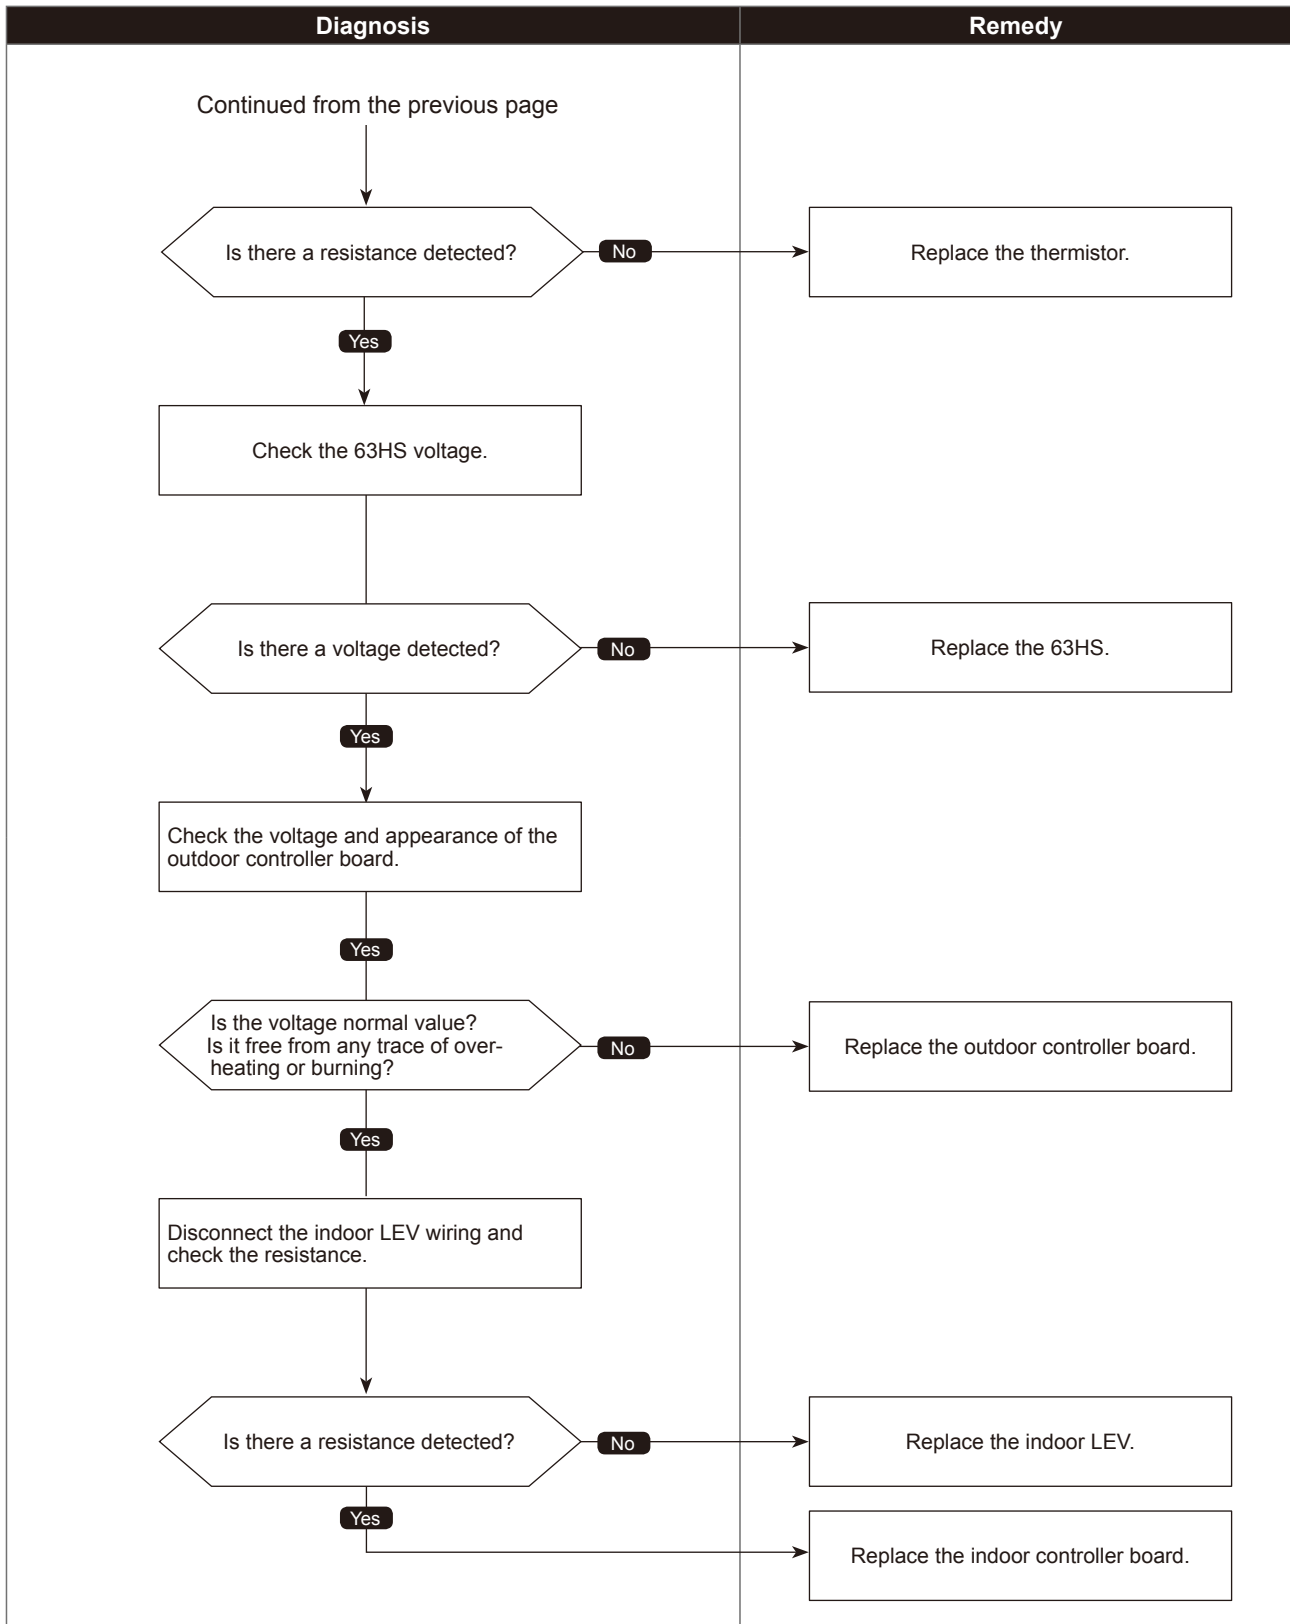 Diagnosis
Remedy
Continued from the previous page
Is there a resistance detected?
No
Replace the thermistor.
Yes
Check the 63HS voltage.
Is there a voltage detected?
No
Replace the 63HS.
Yes
Check the voltage and appearance of the
outdoor controller board.
Yes
Is the voltage normal value?
Is it free from any trace of over-
heating or burning?
No
Replace the outdoor controller board.
Yes
Disconnect the indoor LEV wiring and
check the resistance.
Is there a resistance detected?
No
Replace the indoor LEV.
Yes
Replace the indoor controller board.